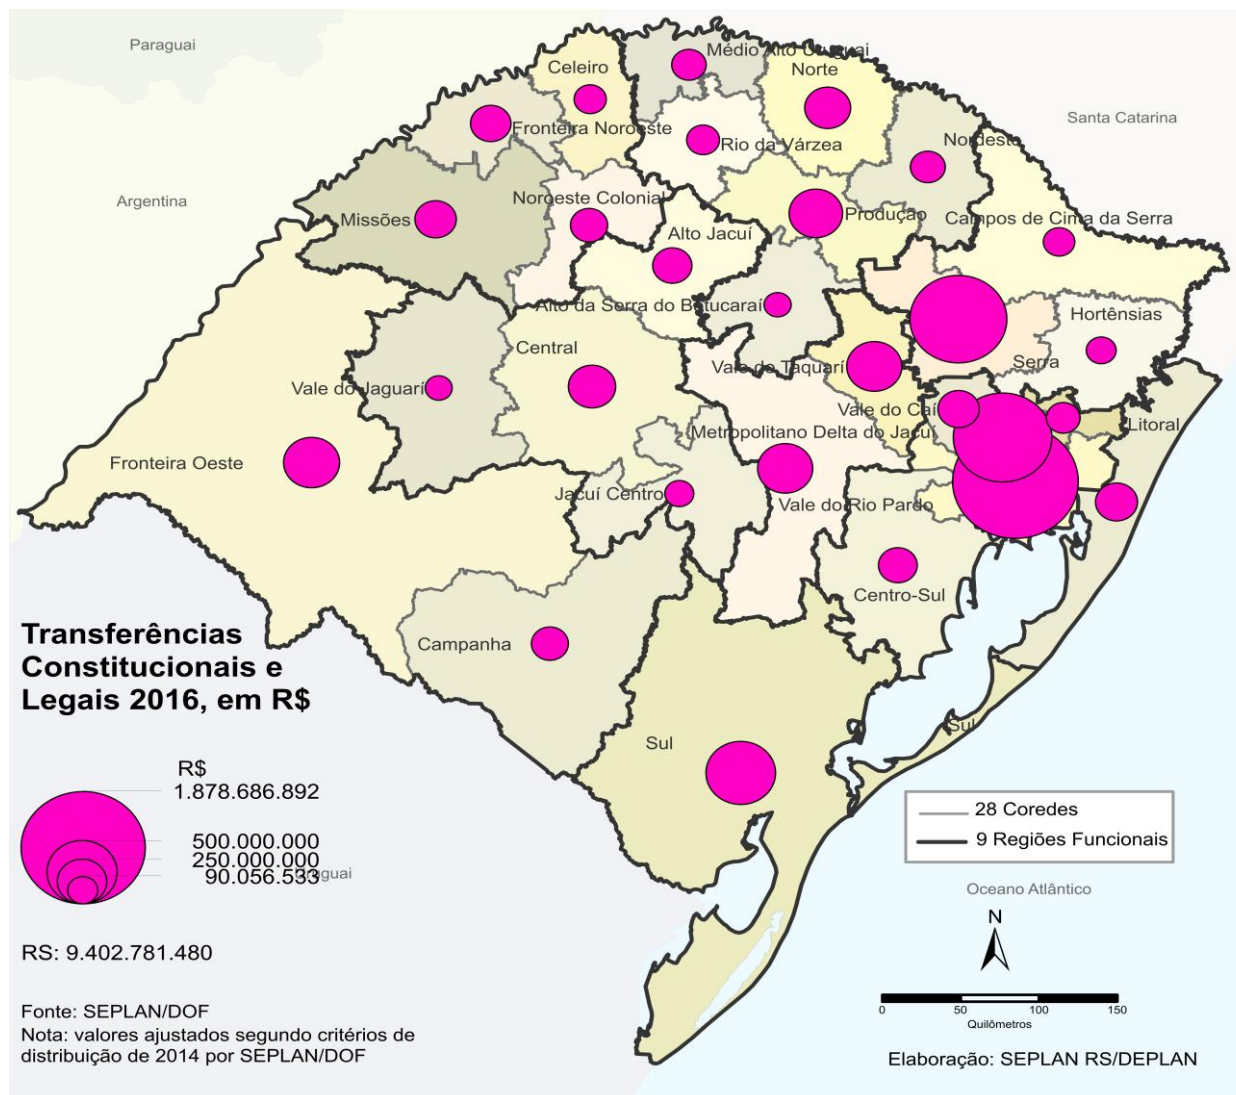 Paraguai
Médio Alto Uruguai
Celeiro
Norte
Santa Catarina
Fronteira Noroeste
Rio da Várzea
Nordeste
Argentina
Noroeste Colonial
Missões
Produção
Campos de Cima da Serra
Alto Jacuí
Alto da Serra do Botucaraí
Hortênsias
Central
Serra
Vale do Taquarí
Vale do Jaguarí
Vale do Caí
Litoral
Metropolitano Delta do Jacuí
Fronteira Oeste
Jacuí Centro
Vale do Rio Pardo
Centro-Sul
Campanha
Sul
Sul
Transferências
Constitucionais e
Legais 2016, em R$
R$
1.878.686.892
500.000.000
250.000.000
90.056.533
Uruguai
RS: 9.402.781.480
Fonte: SEPLAN/DOF
Nota: valores ajustados segundo critérios de
distribuição de 2014 por SEPLAN/DOF
28 Coredes
9 Regiões Funcionais
Oceano Atlântico
N
0 50 100 150
Quilômetros
Elaboração: SEPLAN RS/DEPLAN